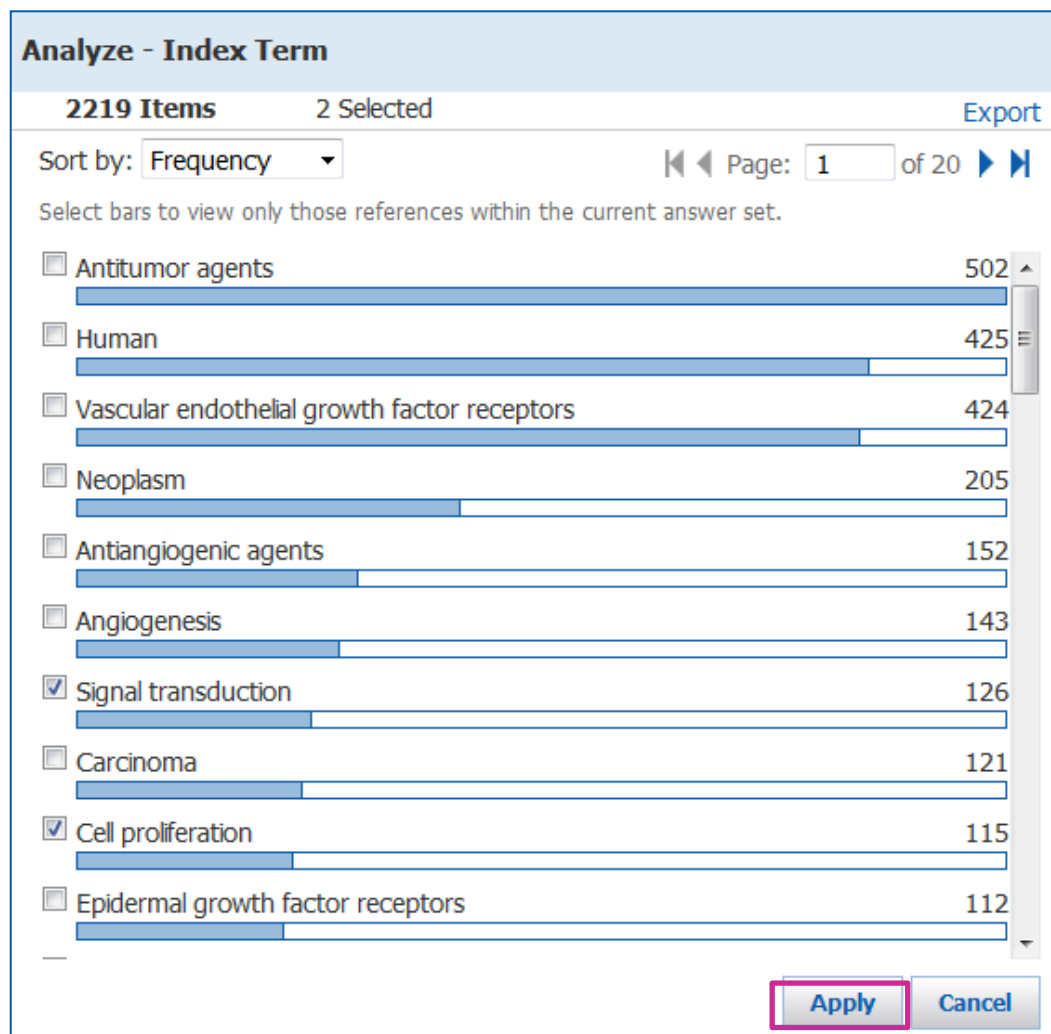 Analyze - Index Term
2219 Items 2 Selected Export
Sort by: Frequency Page: 1 of 20
Select bars to view only those references within the current answer set.
Antitumor agents 502
Human 425
Vascular endothelial growth factor receptors 424
Neoplasm 205
Antiangiogenic agents 152
Angiogenesis 143
Signal transduction 126
Carcinoma 121
Cell proliferation 115
Epidermal growth factor receptors 112
Apply Cancel